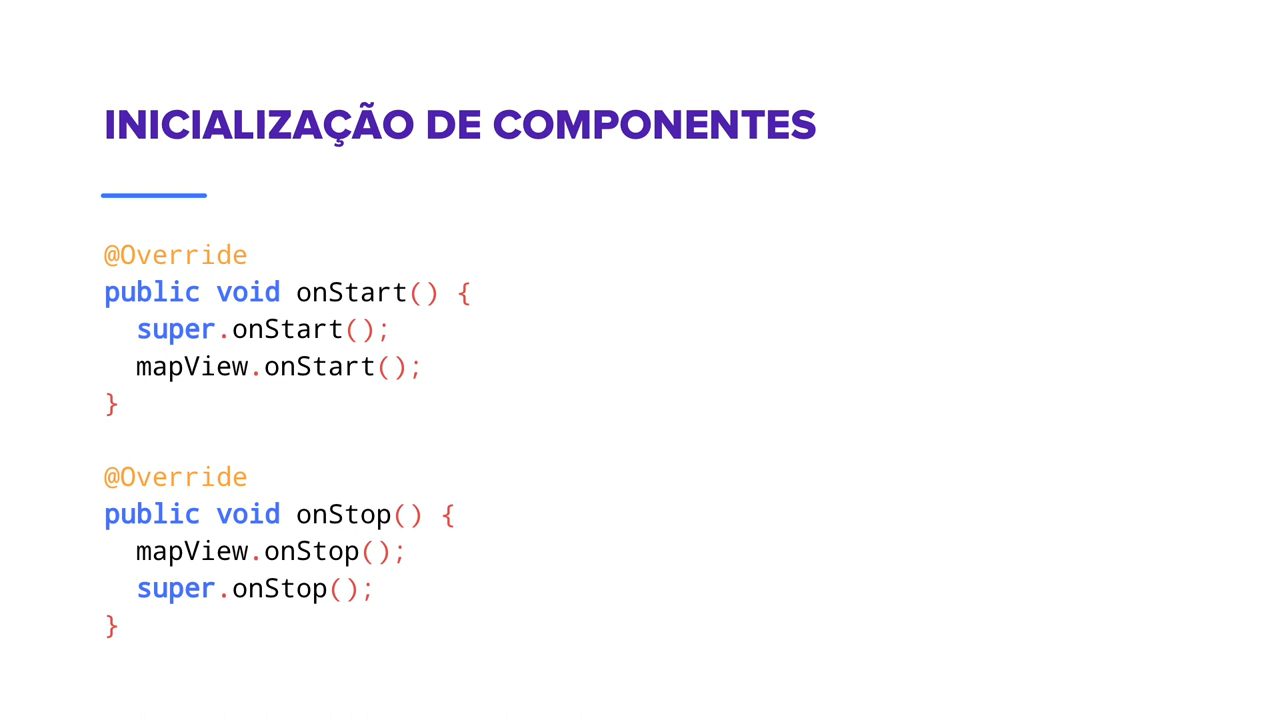 INICIALIZAÇÃO DE COMPONENTES
@Override
public void onStart() {
  super.onStart();
  mapView.onStart();
}
@Override
public void onStop() {
  mapView.onStop();
  super.onStop();
}